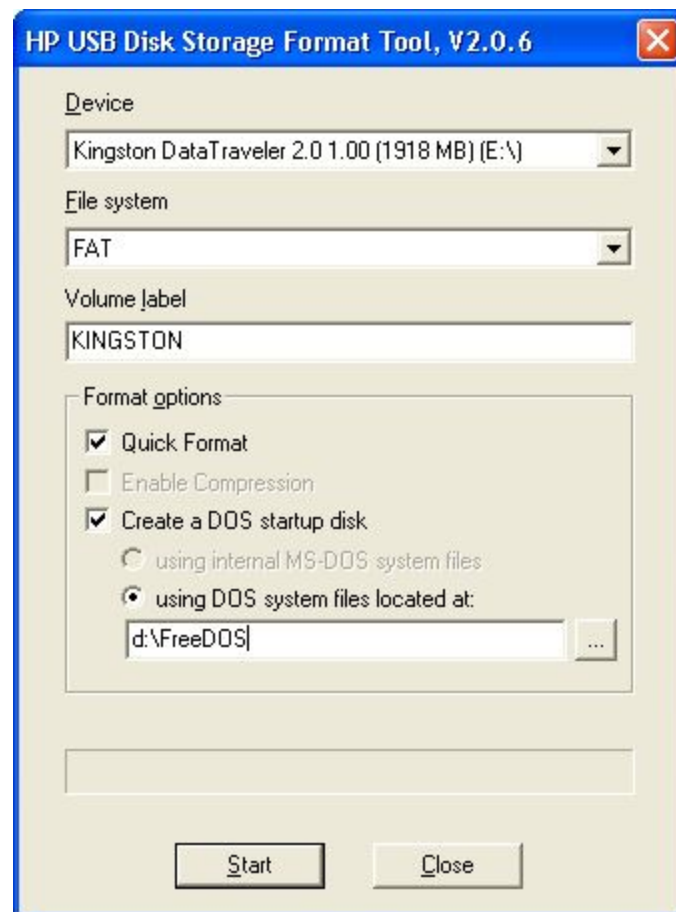 HP USB Disk Storage Format Tool, V2.0.6
Device
Kingston DataTraveler 2.0 1.00 (1918 MB) (E:\)
File system
FAT
Volume label
KINGSTON
Format options
Quick Format
Enable Compression
Create a DOS startup disk
using internal MS-DOS system files
using DOS system files located at:
d:\FreeDOS
...
Start
Close